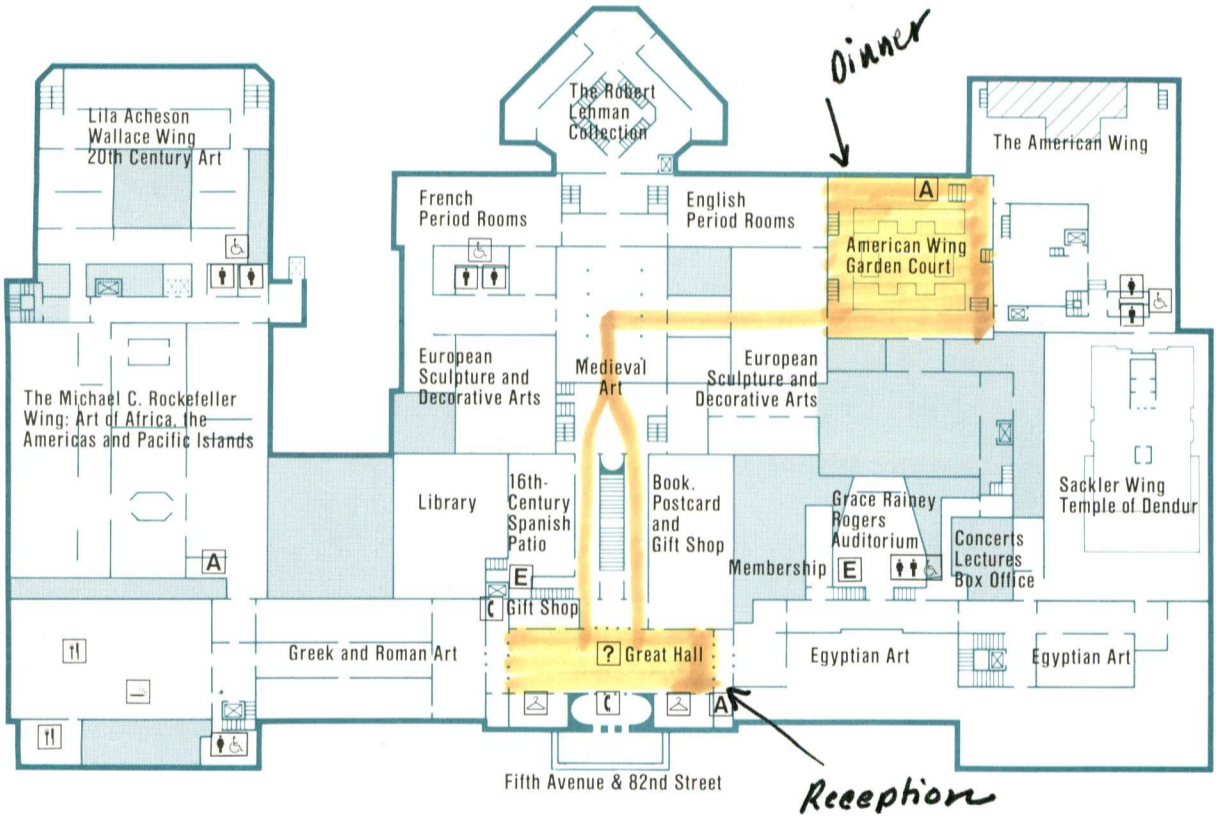 Dinner
The Robert
Lehman
Collection
Lila Acheson
Wallace Wing
20th Century Art
The American Wing
French
Period Rooms
English
Period Rooms
A
American Wing
Garden Court
European
Sculpture and
Decorative Arts
Medieval
Art
European
Sculpture and
Decorative Arts
The Michael C. Rockefeller
Wing: Art of Africa, the
Americas and Pacific Islands
A
Library
16th-
Century
Spanish
Patio
E
Gift Shop
Book,
Postcard
and
Gift Shop
Grace Rainey
Rogers
Auditorium
Membership
E
Concerts
Lectures
Box Office
Sackler Wing
Temple of Dendur
Greek and Roman Art
? Great Hall
Egyptian Art
Egyptian Art
A
Fifth Avenue & 82nd Street
Reception